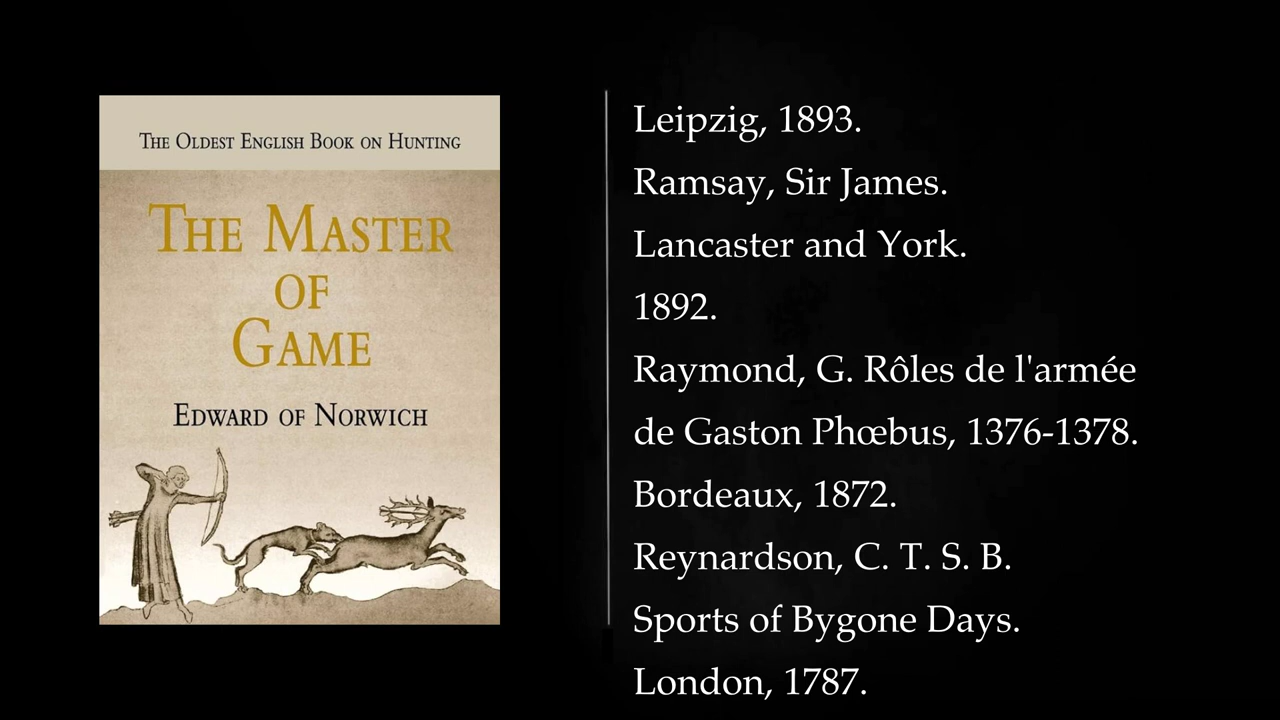 The Oldest English Book on Hunting
The Master
of
Game
Edward of Norwich
Leipzig, 1893.
Ramsay, Sir James.
Lancaster and York.
1892.
Raymond, G. Rôles de l'armée
de Gaston Phœbus, 1376-1378.
Bordeaux, 1872.
Reynardson, C. T. S. B.
Sports of Bygone Days.
London, 1787.